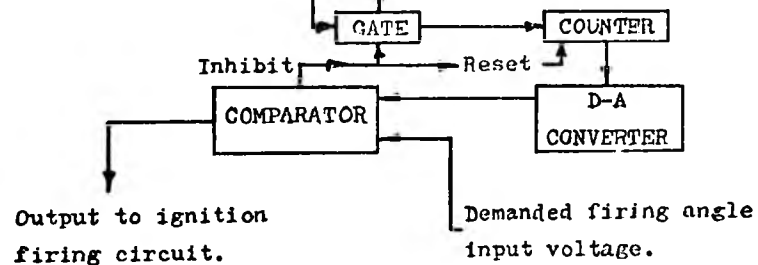 GATE
COUNTER
Inhibit
Reset
COMPARATOR
D-A
CONVERTER
Output to ignition
firing circuit.
Demanded firing angle
input voltage.